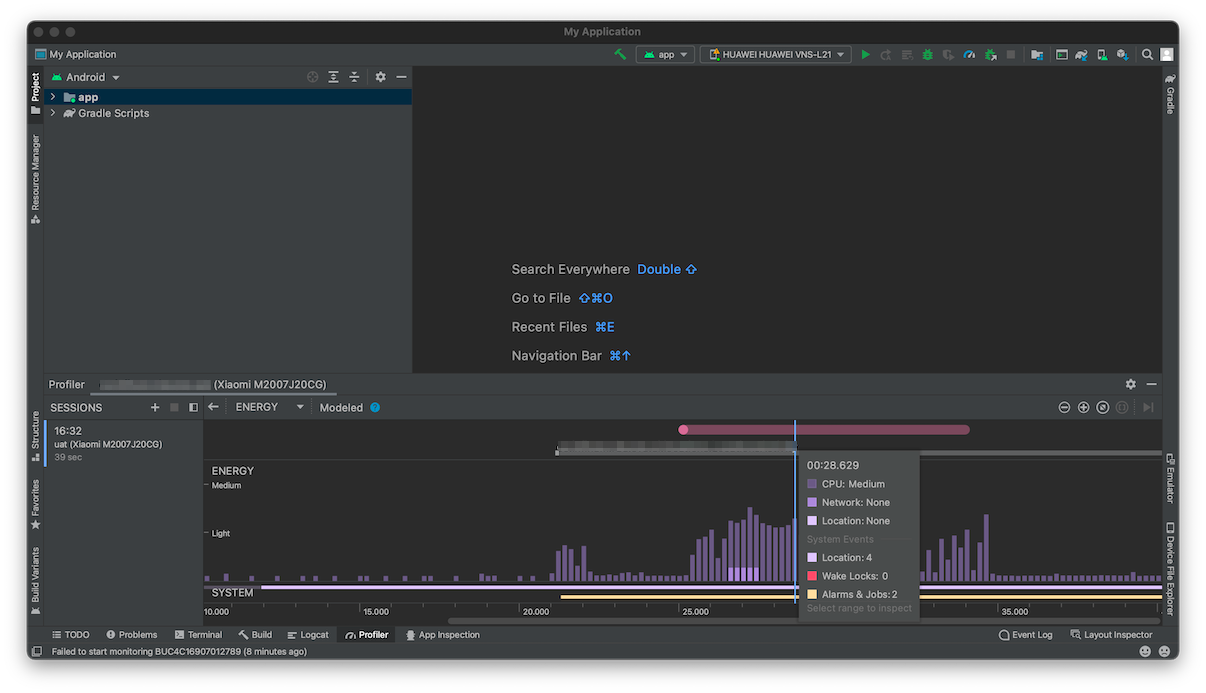 My Application
My Application
app
HUAWEI HUAWEI VNS-L21
Project
Android
app
Gradle Scripts
Resource Manager
Gradle
Search Everywhere Double ⇧
Go to File ⇧⌘O
Recent Files ⌘E
Navigation Bar ⌘↑
Profiler
(Xiaomi M2007J20CG)
SESSIONS
ENERGY
Modeled
?
16:32
uat (Xiaomi M2007J20CG)
39 sec
Structure
Favorites
Build Variants
ENERGY
Medium
Light
SYSTEM
00:28.629
CPU: Medium
Network: None
Location: None
System Events
Location: 4
Wake Locks: 0
Alarms & Jobs: 2
Select range to inspect
10.000
15.000
20.000
25.000
35.000
Emulator
Device File Explorer
TODO
Problems
Terminal
Build
Logcat
Profiler
App Inspection
Event Log
Layout Inspector
Failed to start monitoring BUC4C16907012789 (8 minutes ago)